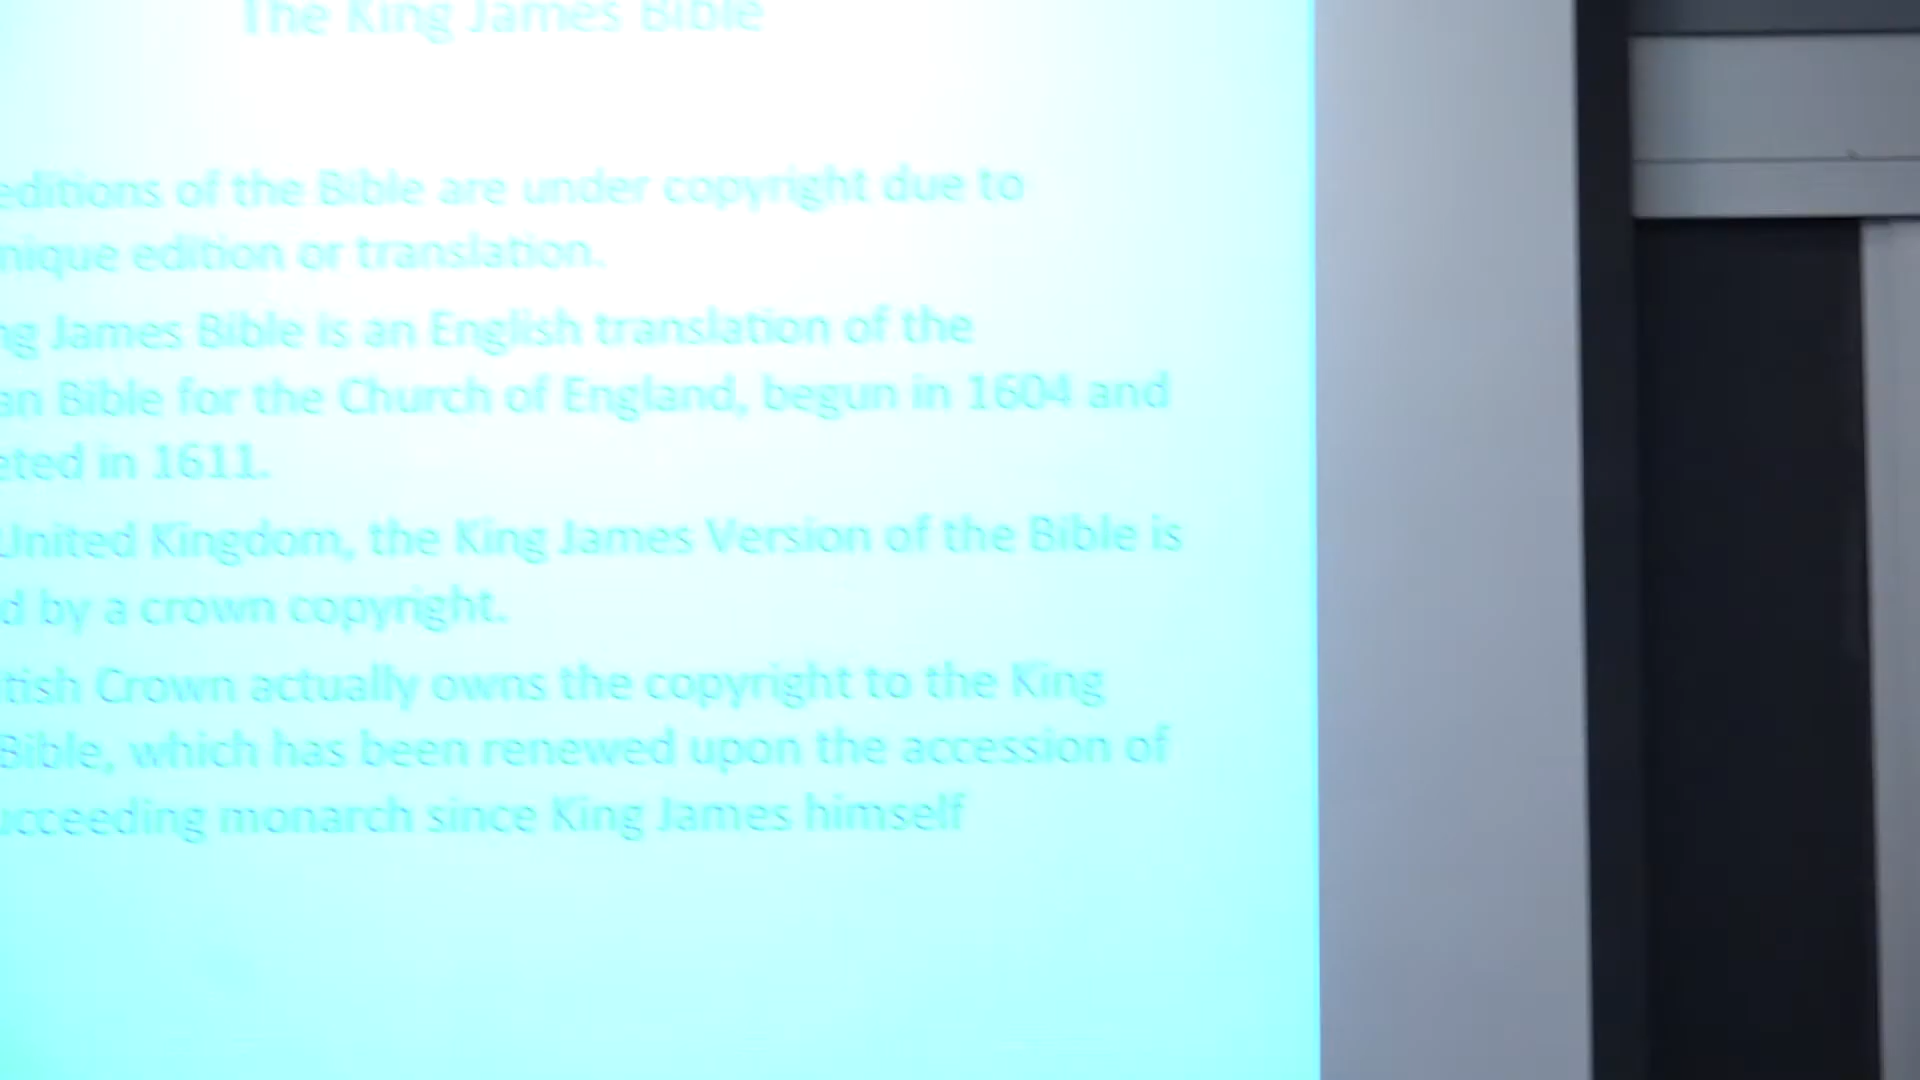 The King James Bible
editions of the Bible are under copyright due to
nique edition or translation.
ng James Bible is an English translation of the
an Bible for the Church of England, begun in 1604 and
eted in 1611.
United Kingdom, the King James Version of the Bible is
d by a crown copyright.
tish Crown actually owns the copyright to the King
Bible, which has been renewed upon the accession of
ucceeding monarch since King James himself